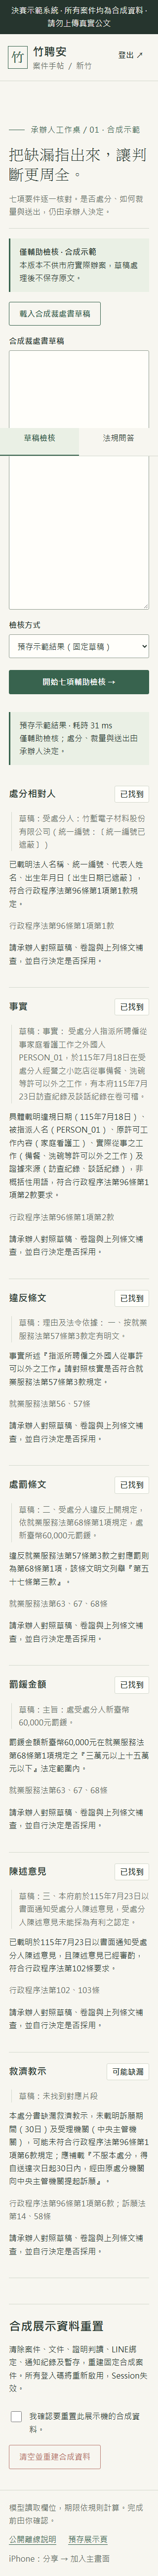 決賽示範系統 · 所有案件均為合成資料 ·
請勿上傳真實公文
竹
竹聘安
案件手帖 / 新竹
登出 ↗
承辦人工作桌 / 01 · 合成示範
把缺漏指出來，讓判
斷更周全。
七項要件逐一核對。是否處分、如何裁
量與送出，仍由承辦人決定。
僅輔助檢核 · 合成示範
本版本不供市府實際辦案，草稿處
理後不保存原文。
載入合成裁處書草稿
合成裁處書草稿
草稿檢核
法規問答
檢核方式
預存示範結果（固定草稿）
開始七項輔助檢核 →
預存示範結果 · 耗時 31 ms
僅輔助檢核；處分、裁量與送出由
承辦人決定。
處分相對人
已找到
草稿：受處分人：竹塹電子材料股份
有限公司（統一編號：〔統一編號已
遮蔽〕）
已載明法人名稱、統一編號、代表人姓
名、出生年月日〔出生日期已遮蔽〕，
符合行政程序法第96條第1項第1款規
定。
行政程序法第96條第1項第1款
請承辦人對照草稿、卷證與上列條文補
查，並自行決定是否採用。
事實
已找到
草稿：事實： 受處分人指派所聘僱從
事家庭看護工作之外國人
PERSON_01，於115年7月18日在受
處分人經營之小吃店從事備餐、洗碗
等許可以外之工作，有本府115年7月
23日訪查紀錄及談話紀錄在卷可稽。
具體載明違規日期（115年7月18日）、
被指派人名（PERSON_01）、原許可工
作內容（家庭看護工）、實際從事之工
作（備餐、洗碗等許可以外之工作）及
證據來源（訪查紀錄、談話紀錄），非
概括性用語，符合行政程序法第96條第1
項第2款要求。
行政程序法第96條第1項第2款
請承辦人對照草稿、卷證與上列條文補
查，並自行決定是否採用。
違反條文
已找到
草稿：理由及法令依據： 一、按就業
服務法第57條第3款定有明文。
事實所述『指派所聘僱之外國人從事許
可以外之工作』請對照核實是否符合就
業服務法第57條第3款規定。
就業服務法第56、57條
請承辦人對照草稿、卷證與上列條文補
查，並自行決定是否採用。
處罰條文
已找到
草稿：二、受處分人違反上開規定，
依就業服務法第68條第1項規定，處
新臺幣60,000元罰鍰。
違反就業服務法第57條第3款之對應罰則
為第68條第1項，該條文明文列舉『第五
十七條第三款』。
就業服務法第63、67、68條
請承辦人對照草稿、卷證與上列條文補
查，並自行決定是否採用。
罰鍰金額
已找到
草稿：主旨：處受處分人新臺幣
60,000元罰鍰。
罰鍰金額新臺幣60,000元在就業服務法
第68條第1項規定之『三萬元以上十五萬
元以下』法定範圍內。
就業服務法第63、67、68條
請承辦人對照草稿、卷證與上列條文補
查，並自行決定是否採用。
陳述意見
已找到
草稿：三、本府前於115年7月23日以
書面通知受處分人陳述意見，受處分
人陳述意見未能採為有利之認定。
已載明於115年7月23日以書面通知受處
分人陳述意見，且陳述意見已經審酌，
符合行政程序法第102條要求。
行政程序法第102、103條
請承辦人對照草稿、卷證與上列條文補
查，並自行決定是否採用。
救濟教示
可能缺漏
草稿：未找到對應片段
本處分書缺漏救濟教示，未載明訴願期
間（30日）及受理機關（中央主管機
關），可能未符合行政程序法第96條第1
項第6款規定；應補載『不服本處分，得
自送達次日起30日內，經由原處分機關
向中央主管機關提起訴願』。
行政程序法第96條第1項第6款；訴願法
第14、58條
請承辦人對照草稿、卷證與上列條文補
查，並自行決定是否採用。
合成展示資料重置
清除案件、文件、證明判讀、LINE綁
定、通知紀錄及暫存，重建固定合成案
件。所有登入碼將重新啟用，Session失
效。
我確認要重置此展示機的合成資
料。
清空並重建合成資料
模型讀取欄位，期限依規則計算。完成
前由你確認。
公開離線說明
預存展示頁
iPhone：分享 → 加入主畫面